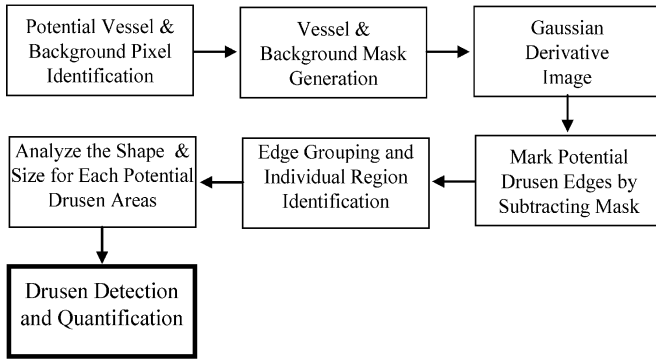 Potential Vessel &
Background Pixel
Identification
Vessel &
Background Mask
Generation
Gaussian
Derivative
Image
Mark Potential
Drusen Edges by
Subtracting Mask
Edge Grouping and
Individual Region
Identification
Analyze the Shape &
Size for Each Potential
Drusen Areas
Drusen Detection
and Quantification